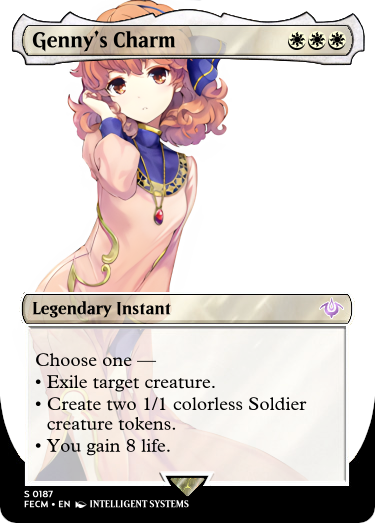 Genny's Charm
Legendary Instant
Choose one —
• Exile target creature.
• Create two 1/1 colorless Soldier
creature tokens.
• You gain 8 life.
S 0187
FECM • EN INTELLIGENT SYSTEMS